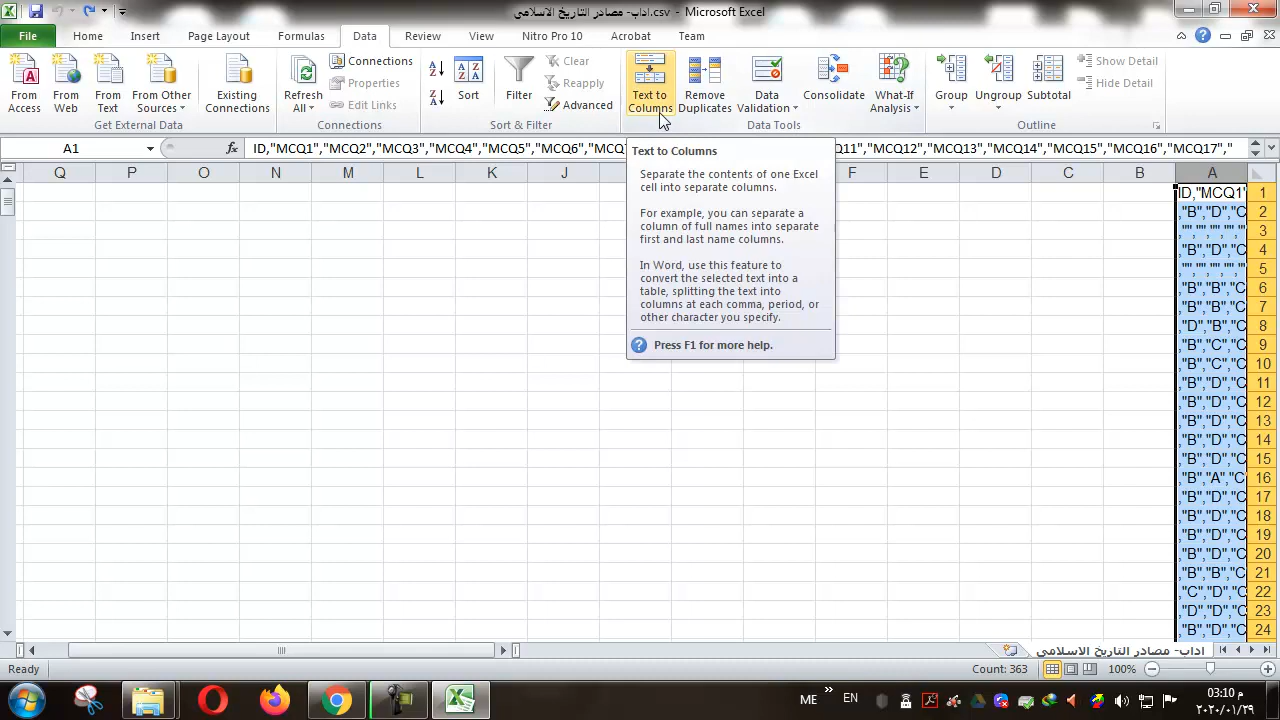 اداب- مصادر التاريخ الاسلامي.csv - Microsoft Excel
File Home Insert Page Layout Formulas Data Review View Nitro Pro 10 Acrobat Team
From Access
From Web
From Text
From Other Sources
Existing Connections
Get External Data
Refresh All
Connections
Properties
Edit Links
Connections
Sort
Filter
Clear
Reapply
Advanced
Sort & Filter
Text to Columns
Remove Duplicates
Data Validation
Consolidate
What-If Analysis
Data Tools
Group
Ungroup
Subtotal
Show Detail
Hide Detail
Outline
A1 fx ID,"MCQ1","MCQ2","MCQ3","MCQ4","MCQ5","MCQ6","MCQ7 CQ11","MCQ12","MCQ13","MCQ14","MCQ15","MCQ16","MCQ17","
Q P O N M L K J F E D C B A
Text to Columns
Separate the contents of one Excel
cell into separate columns.
For example, you can separate a
column of full names into separate
first and last name columns.
In Word, use this feature to
convert the selected text into a
table, splitting the text into
columns at each comma, period, or
other character you specify.
Press F1 for more help.
ID,"MCQ1" 1
,"B","D","C 2
,"","","","","" 3
,"B","D","C 4
,"","","","","" 5
,"B","B","C 6
,"B","B","C 7
,"D","B","C 8
,"B","C","C 9
,"B","C","C 10
,"B","D","C 11
,"B","D","C 12
,"B","D","C 13
,"B","D","C 14
,"B","D","C 15
,"B","A","C 16
,"B","D","C 17
,"B","D","C 18
,"B","D","C 19
,"B","D","C 20
,"B","B","C 21
,"C","D","C 22
,"D","D","C 23
,"B","D","C 24
اداب- مصادر التاريخ الاسلامي
Ready Count: 363 100%
ME EN
03:10 م
٢٠٢٠/٠١/٢٩